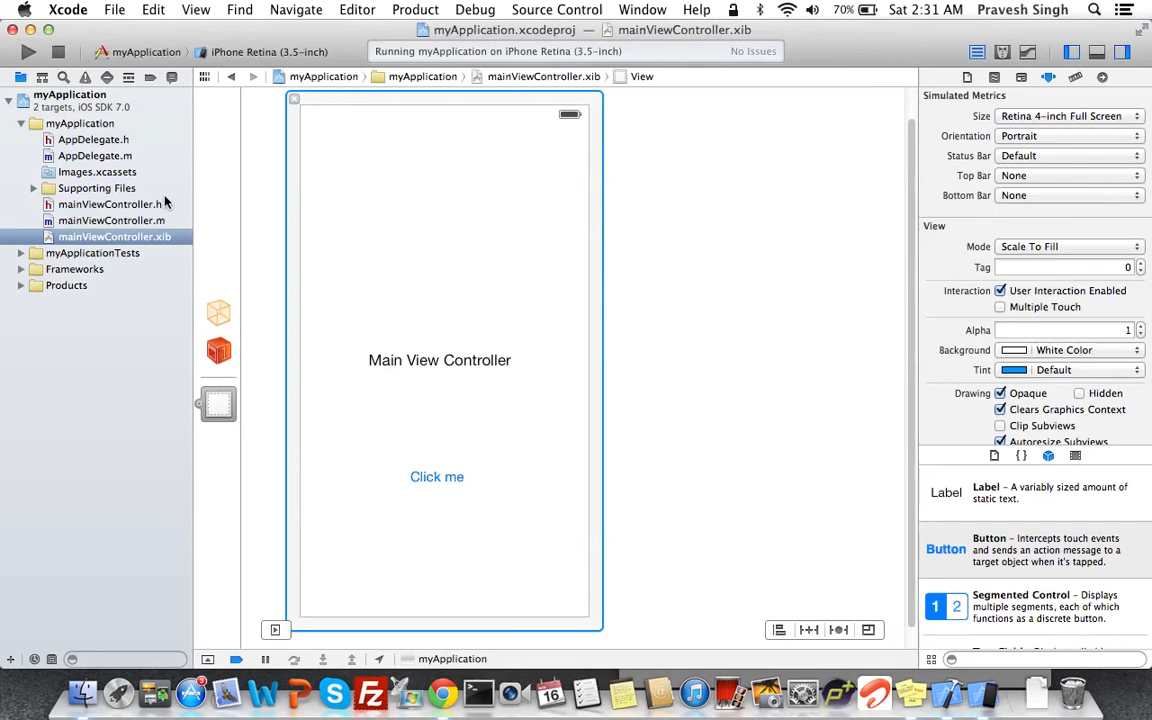 Xcode File Edit View Find Navigate Editor Product Debug Source Control Window Help 70% Sat 2:31 AM Pravesh Singh
myApplication.xcodeproj — mainViewController.xib
myApplication iPhone Retina (3.5-inch) Running myApplication on iPhone Retina (3.5-inch) No Issues
myApplication myApplication mainViewController.xib View
myApplication
2 targets, iOS SDK 7.0
myApplication
AppDelegate.h
AppDelegate.m
Images.xcassets
Supporting Files
mainViewController.h
mainViewController.m
mainViewController.xib
myApplicationTests
Frameworks
Products
Main View Controller
Click me
myApplication
Simulated Metrics
Size Retina 4-inch Full Screen
Orientation Portrait
Status Bar Default
Top Bar None
Bottom Bar None
View
Mode Scale To Fill
Tag 0
Interaction User Interaction Enabled
Multiple Touch
Alpha 1
Background White Color
Tint Default
Drawing Opaque Hidden
Clears Graphics Context
Clip Subviews
Autoresize Subviews
Label Label - A variably sized amount of
static text.
Button Button - Intercepts touch events
and sends an action message to a
target object when it's tapped.
1 2 Segmented Control - Displays
multiple segments, each of which
functions as a discrete button.
3
16